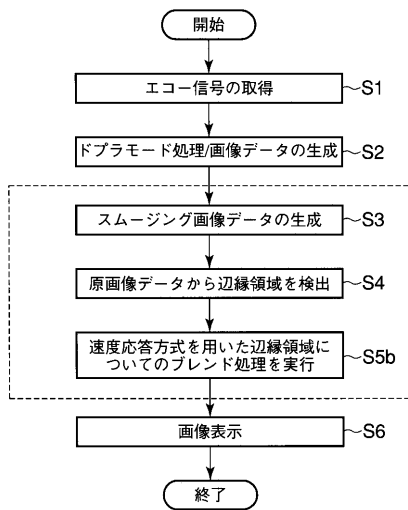 開始
エコー信号の取得 S1
ドプラモード処理/画像データの生成 S2
スムージング画像データの生成 S3
原画像データから辺縁領域を検出 S4
速度応答方式を用いた辺縁領域に
ついてのブレンド処理を実行 S5b
画像表示 S6
終了